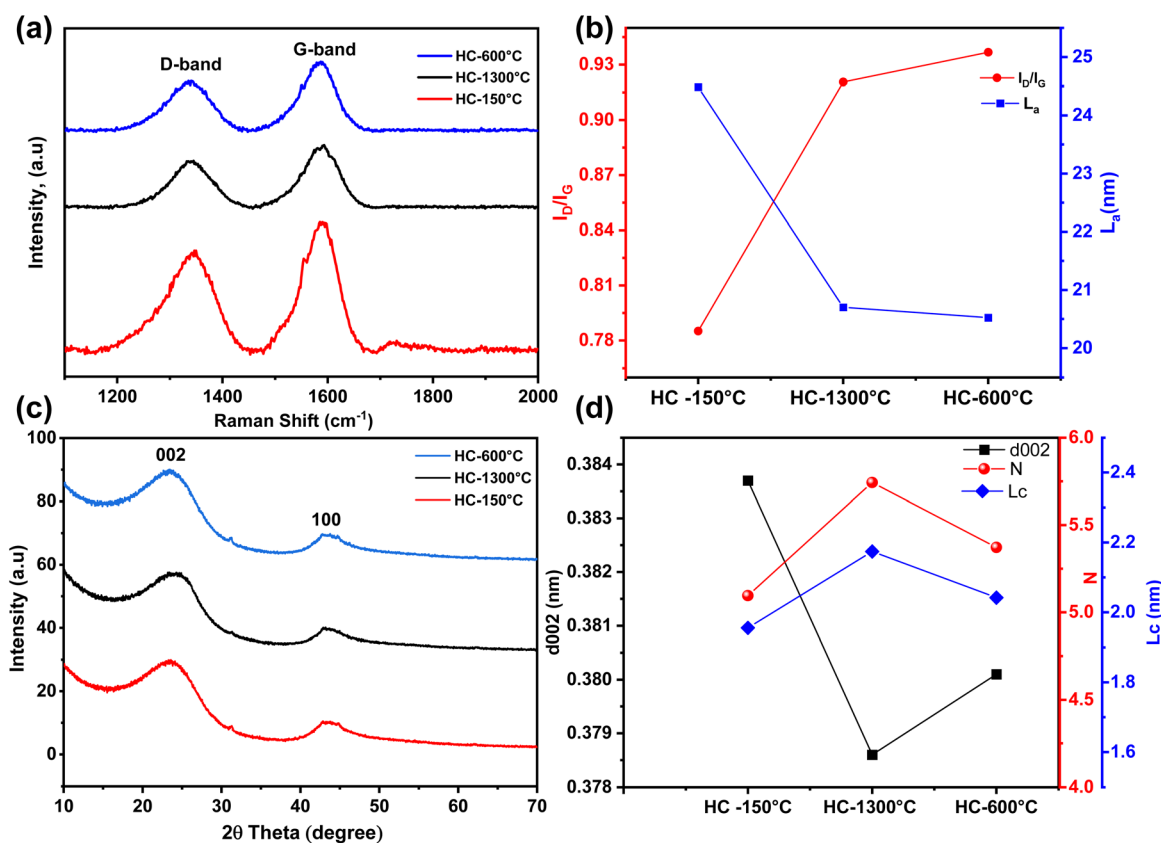 (a)
D-band
G-band
HC-600°C
HC-1300°C
HC-150°C
Intensity, (a.u)
1200
1400
1600
1800
2000
Raman Shift (cm-1)
(b)
0.93
0.90
0.87
0.84
0.81
0.78
ID/IG
ID/IG
La
25
24
23
22
21
20
La(nm)
HC -150°C
HC-1300°C
HC-600°C
(c)
100
80
60
40
20
0
Intensity (a.u)
002
100
HC-600°C
HC-1300°C
HC-150°C
10
20
30
40
50
60
70
2θ Theta (degree)
(d)
0.384
0.383
0.382
0.381
0.380
0.379
0.378
d002 (nm)
d002
N
Lc
6.0
5.5
5.0
4.5
4.0
N
2.4
2.2
2.0
1.8
1.6
Lc (nm)
HC -150°C
HC-1300°C
HC-600°C